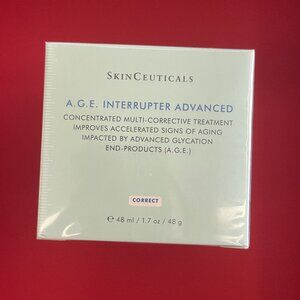 SKINCEUTICALS
A.G.E. INTERRUPTER ADVANCED
CONCENTRATED MULTI-CORRECTIVE TREATMENT
IMPROVES ACCELERATED SIGNS OF AGING
IMPACTED BY ADVANCED GLYCATION
END-PRODUCTS (A.G.E.)
CORRECT
℮ 48 ml / 1.7 oz / 48 g